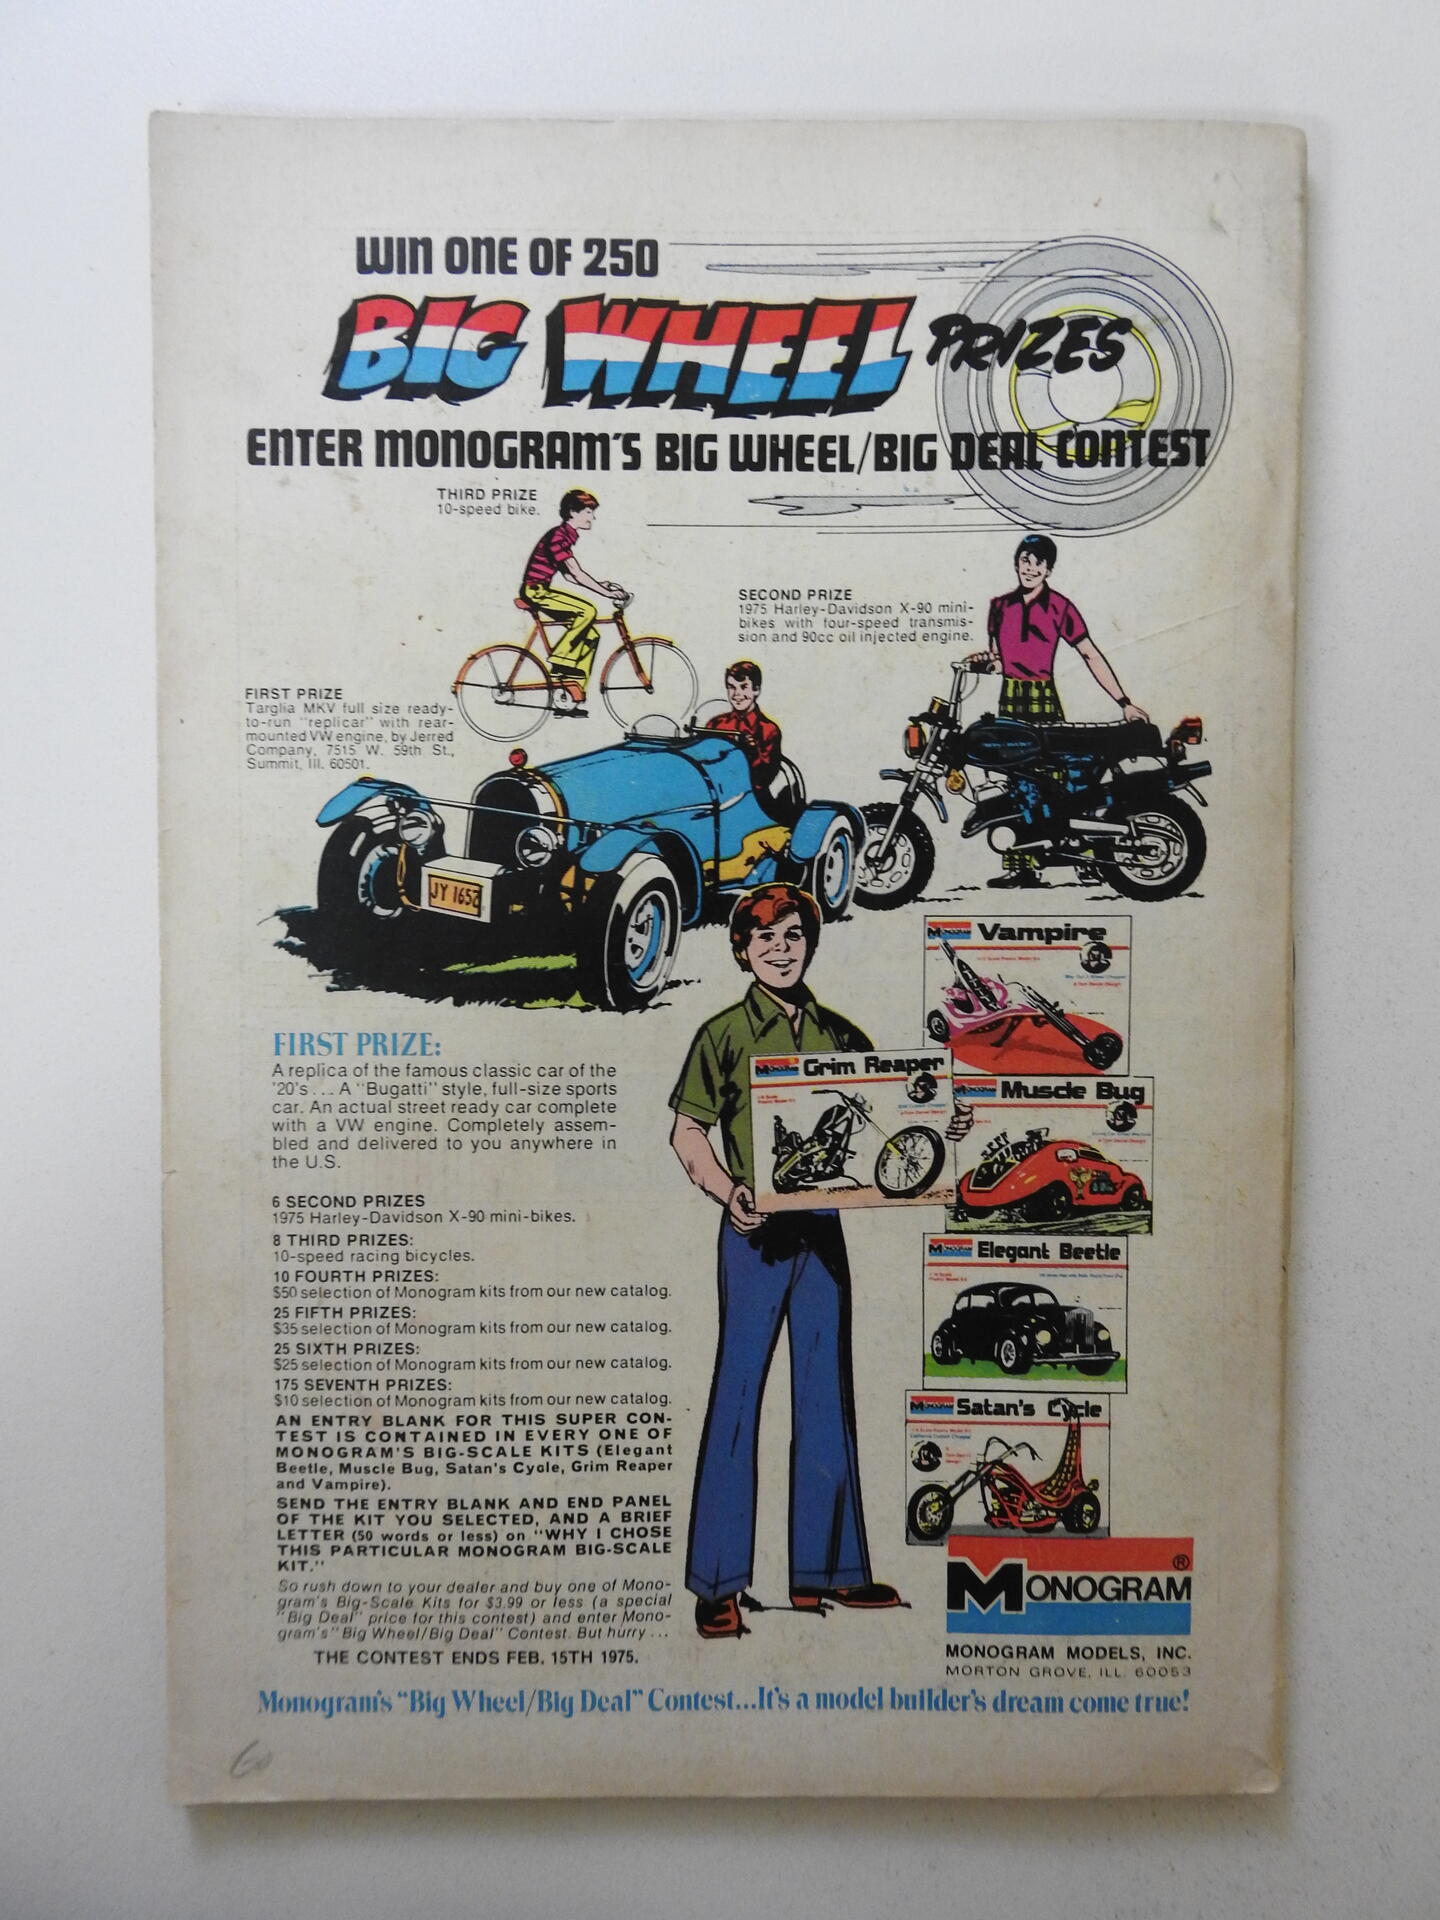 WIN ONE OF 250
BIG WHEEL PRIZES
ENTER MONOGRAM'S BIG WHEEL/BIG DEAL CONTEST
THIRD PRIZE
10-speed bike.
SECOND PRIZE
1975 Harley-Davidson X-90 mini-
bikes with four-speed transmis-
sion and 90cc oil injected engine.
FIRST PRIZE
Targlia MKV full size ready-
to-run "replicar" with rear-
mounted VW engine, by Jerred
Company, 7515 W. 59th St.,
Summit, Ill. 60501.
JY 1652
FIRST PRIZE:
A replica of the famous classic car of the
'20's... A "Bugatti" style, full-size sports
car. An actual street ready car complete
with a VW engine. Completely assem-
bled and delivered to you anywhere in
the U.S.
6 SECOND PRIZES
1975 Harley-Davidson X-90 mini-bikes.
8 THIRD PRIZES:
10-speed racing bicycles.
10 FOURTH PRIZES:
$50 selection of Monogram kits from our new catalog.
25 FIFTH PRIZES:
$35 selection of Monogram kits from our new catalog.
25 SIXTH PRIZES:
$25 selection of Monogram kits from our new catalog.
175 SEVENTH PRIZES:
$10 selection of Monogram kits from our new catalog.
AN ENTRY BLANK FOR THIS SUPER CON-
TEST IS CONTAINED IN EVERY ONE OF
MONOGRAM'S BIG-SCALE KITS (Elegant
Beetle, Muscle Bug, Satan's Cycle, Grim Reaper
and Vampire).
SEND THE ENTRY BLANK AND END PANEL
OF THE KIT YOU SELECTED, AND A BRIEF
LETTER (50 words or less) on "WHY I CHOSE
THIS PARTICULAR MONOGRAM BIG-SCALE
KIT."
So rush down to your dealer and buy one of Mono-
gram's Big-Scale Kits for $3.99 or less (a special
"Big Deal" price for this contest) and enter Mono-
gram's "Big Wheel/Big Deal" Contest. But hurry ...
THE CONTEST ENDS FEB. 15TH 1975.
MONOGRAM Vampire
MONOGRAM Grim Reaper
MONOGRAM Muscle Bug
MONOGRAM Elegant Beetle
MONOGRAM Satan's Cycle
MONOGRAM ®
MONOGRAM MODELS, INC.
MORTON GROVE, ILL. 60053
Monogram's "Big Wheel/Big Deal" Contest...It's a model builder's dream come true!